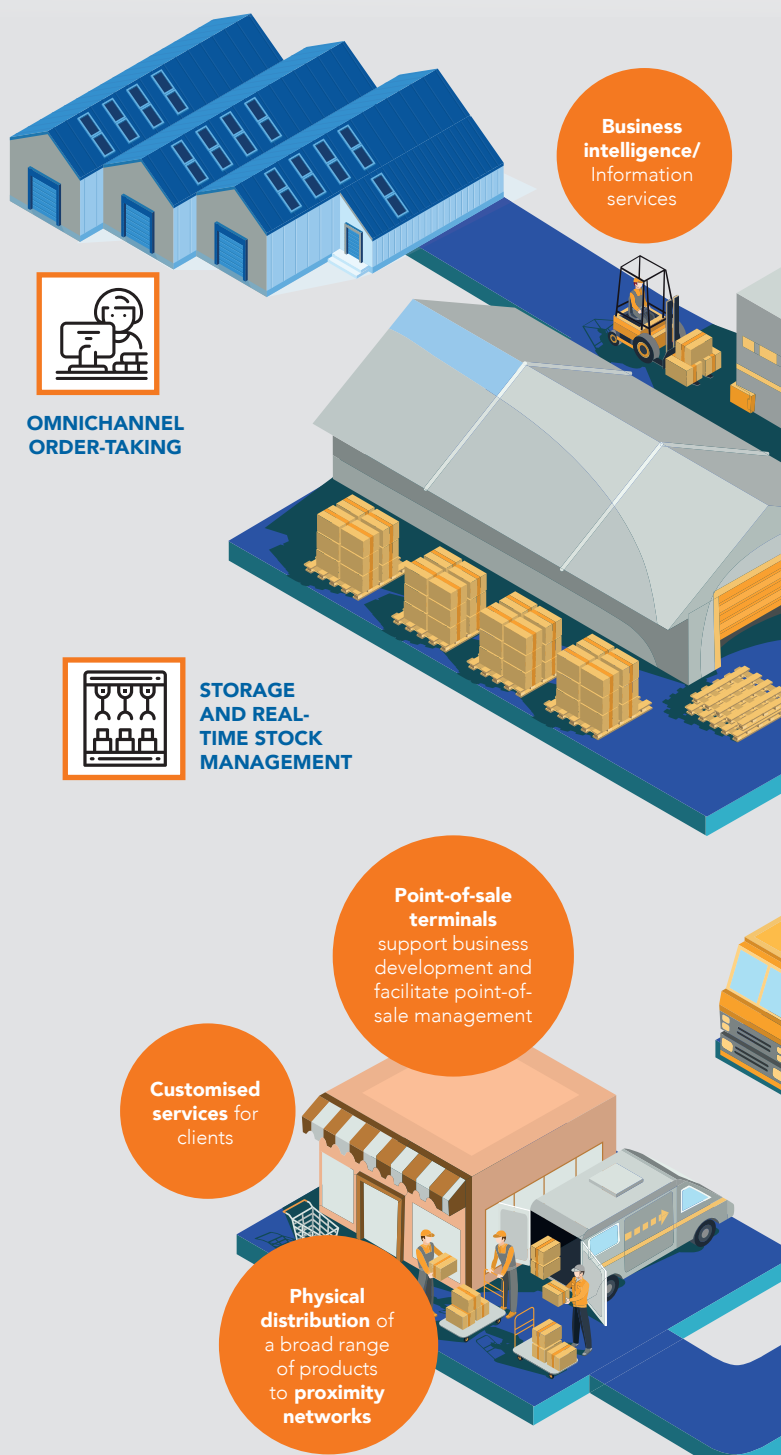 Business
intelligence/
Information
services
OMNICHANNEL
ORDER-TAKING
STORAGE
AND REAL-
TIME STOCK
MANAGEMENT
Point-of-sale
terminals
support business
development and
facilitate point-of-
sale management
Customised
services for
clients
Physical
distribution of
a broad range
of products
to proximity
networks